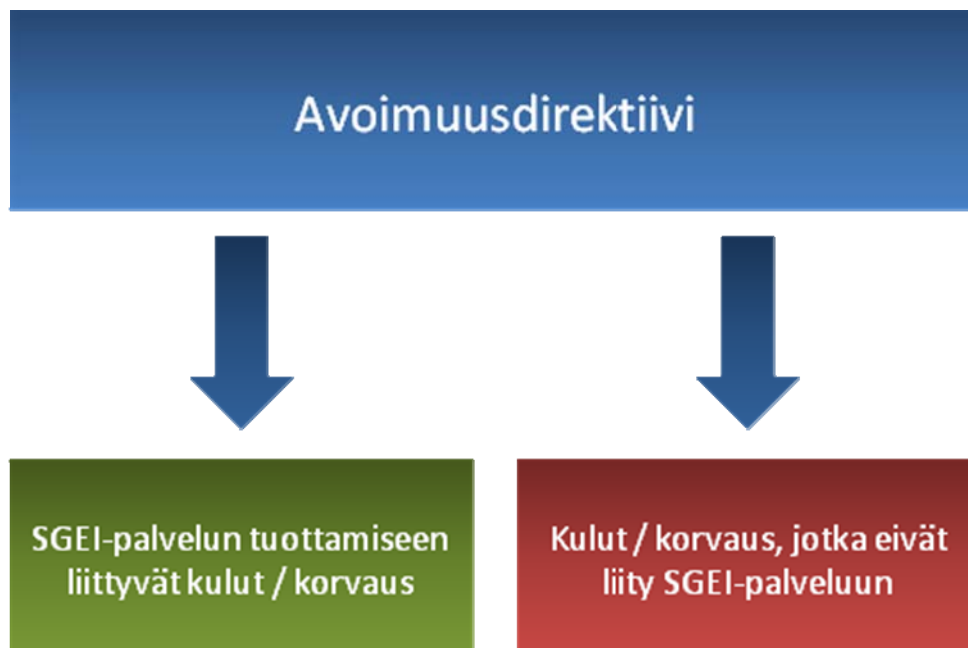 Avoimuusdirektiivi
SGEI-palvelun tuottamiseen
liittyvät kulut / korvaus
Kulut / korvaus, jotka eivät
liity SGEI-palveluun